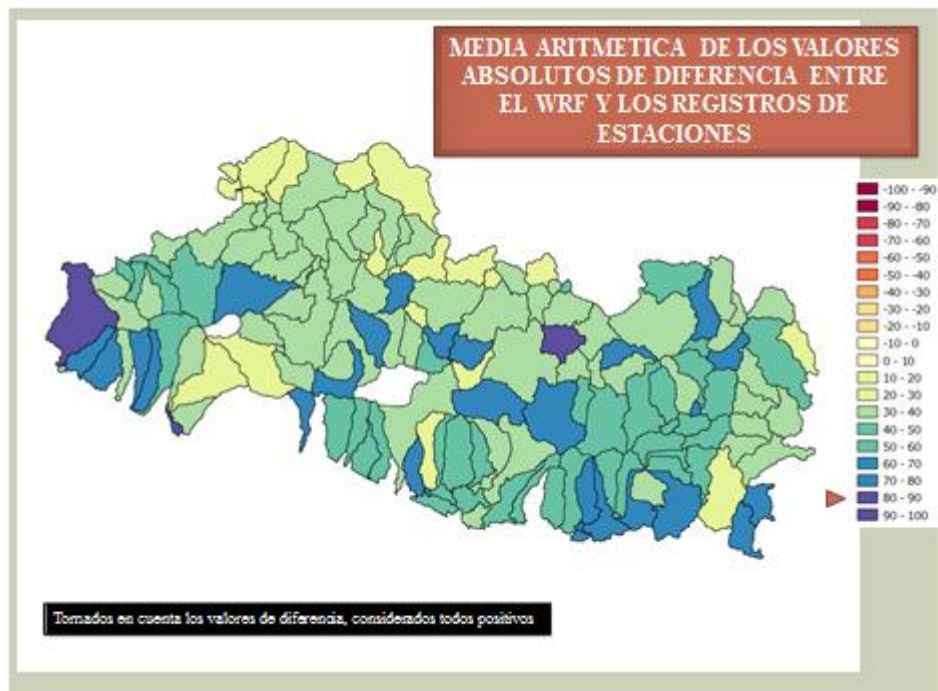 MEDIA ARITMETICA DE LOS VALORES
ABSOLUTOS DE DIFERENCIA ENTRE
EL WRF Y LOS REGISTROS DE
ESTACIONES
-100 - -90
-90 - -80
-80 - -70
-70 - -60
-60 - -50
-50 - -40
-40 - -30
-30 - -20
-20 - -10
-10 - 0
0 - 10
10 - 20
20 - 30
30 - 40
40 - 50
50 - 60
60 - 70
70 - 80
80 - 90
90 - 100
Tomados en cuenta los valores de diferencia, considerados todos positivos